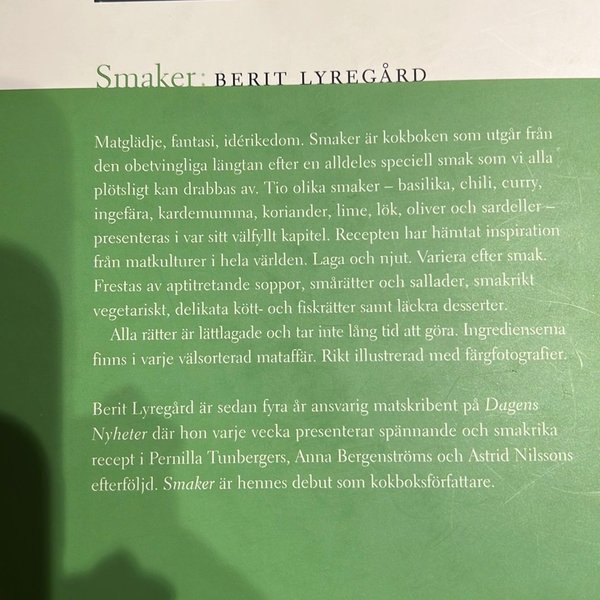 Smaker: BERIT LYREGÅRD
Matglädje, fantasi, idérikedom. Smaker är kokboken som utgår från
den obetvingliga längtan efter en alldeles speciell smak som vi alla
plötsligt kan drabbas av. Tio olika smaker – basilika, chili, curry,
ingefära, kardemumma, koriander, lime, lök, oliver och sardeller –
presenteras i var sitt välfyllt kapitel. Recepten har hämtat inspiration
från matkulturer i hela världen. Laga och njut. Variera efter smak.
Frestas av aptitretande soppor, smårätter och sallader, smakrikt
vegetariskt, delikata kött- och fiskrätter samt läckra desserter.
Alla rätter är lättlagade och tar inte lång tid att göra. Ingredienserna
finns i varje välsorterad mataffär. Rikt illustrerad med färgfotografier.
Berit Lyregård är sedan fyra år ansvarig matskribent på Dagens
Nyheter där hon varje vecka presenterar spännande och smakrika
recept i Pernilla Tunbergers, Anna Bergenströms och Astrid Nilssons
efterföljd. Smaker är hennes debut som kokboksförfattare.